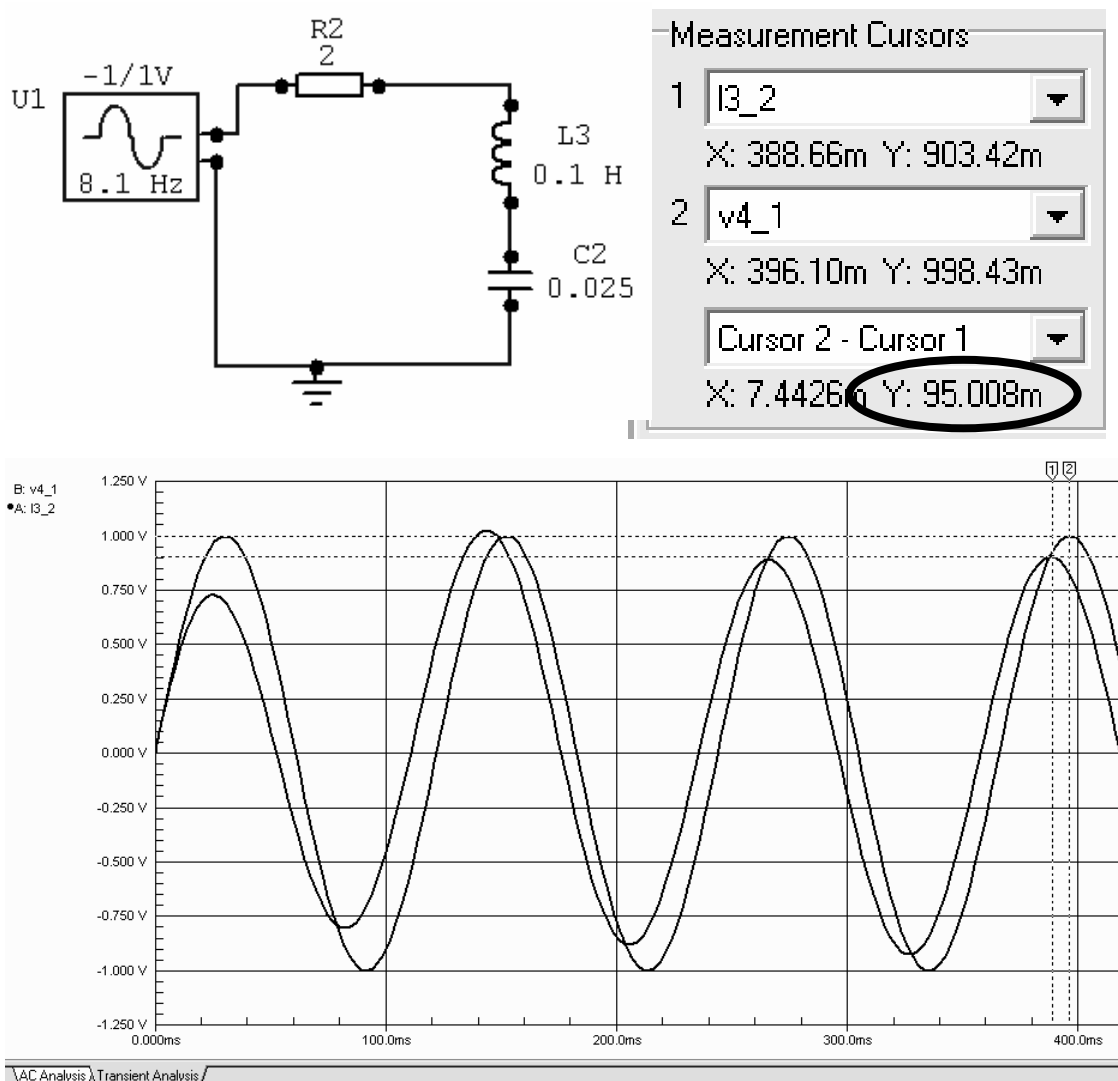 R2
2
-1/1V
U1
8.1 Hz
L3
0.1 H
C2
0.025
Measurement Cursors
1 l3_2
X: 388.66m Y: 903.42m
2 v4_1
X: 396.10m Y: 998.43m
Cursor 2 - Cursor 1
X: 7.4426m Y: 95.008m
B: v4_1
A: l3_2
1 2
1.250 V
1.000 V
0.750 V
0.500 V
0.250 V
0.000 V
-0.250 V
-0.500 V
-0.750 V
-1.000 V
-1.250 V
0.000ms 100.0ms 200.0ms 300.0ms 400.0ms
AC Analysis Transient Analysis